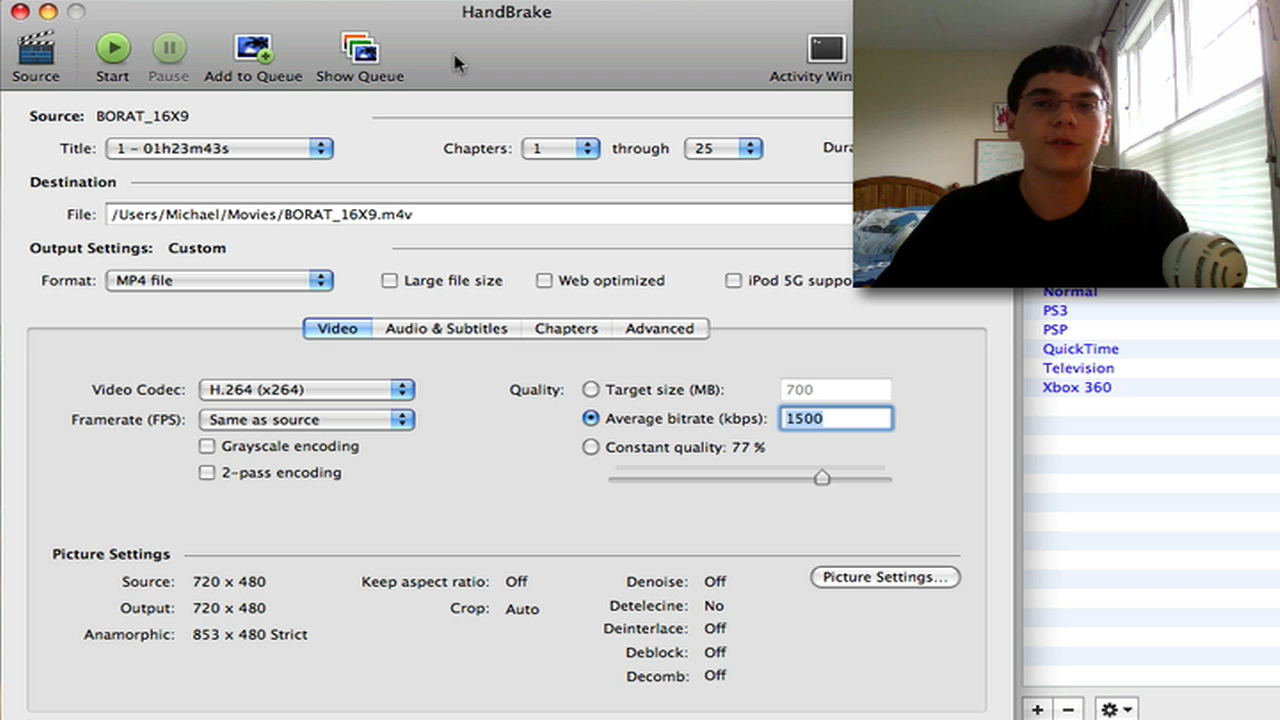 HandBrake
Source Start Pause Add to Queue Show Queue Activity Win
Source: BORAT_16X9
Title: 1 - 01h23m43s Chapters: 1 through 25 Dura
Destination
File: /Users/Michael/Movies/BORAT_16X9.m4v
Output Settings: Custom
Format: MP4 file Large file size Web optimized iPod 5G suppo
Normal
PS3
PSP
QuickTime
Television
Xbox 360
Video Audio & Subtitles Chapters Advanced
Video Codec: H.264 (x264) Quality: Target size (MB): 700
Framerate (FPS): Same as source Average bitrate (kbps): 1500
Grayscale encoding Constant quality: 77 %
2-pass encoding
Picture Settings
Source: 720 x 480 Keep aspect ratio: Off Denoise: Off Picture Settings...
Output: 720 x 480 Crop: Auto Detelecine: No
Anamorphic: 853 x 480 Strict Deinterlace: Off
Deblock: Off
Decomb: Off